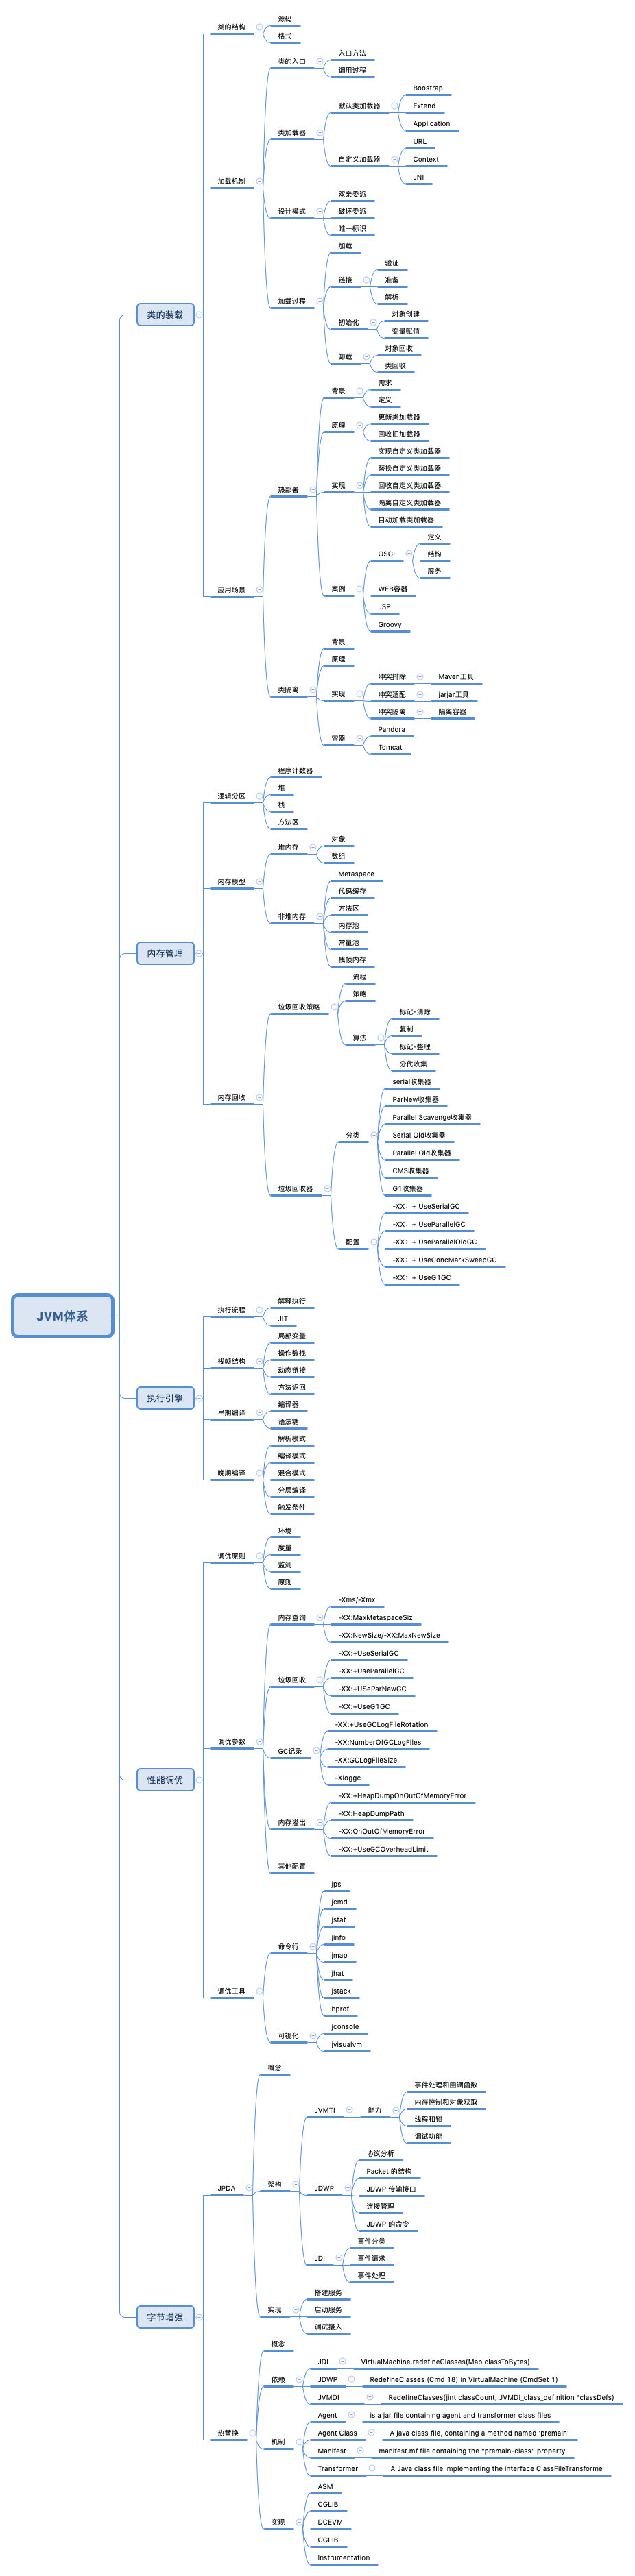 JVM体系
类的装载
类的结构
源码
格式
加载机制
类的入口
入口方法
调用过程
类加载器
默认类加载器
Boostrap
Extend
Application
自定义加载器
URL
Context
JNI
设计模式
双亲委派
破坏委派
唯一标识
加载过程
加载
链接
验证
准备
解析
初始化
对象创建
变量赋值
卸载
对象回收
类回收
应用场景
热部署
背景
需求
定义
原理
更新类加载器
回收旧加载器
实现
实现自定义类加载器
替换自定义类加载器
回收自定义类加载器
隔离自定义类加载器
自动加载类加载器
案例
OSGI
定义
结构
服务
WEB容器
JSP
Groovy
类隔离
背景
原理
实现
冲突排除
Maven工具
冲突适配
jarjar工具
冲突隔离
隔离容器
容器
Pandora
Tomcat
内存管理
逻辑分区
程序计数器
堆
栈
方法区
内存模型
堆内存
对象
数组
非堆内存
Metaspace
代码缓存
方法区
内存池
常量池
栈帧内存
内存回收
垃圾回收策略
流程
策略
算法
标记-清除
复制
标记-整理
分代收集
垃圾回收器
分类
serial收集器
ParNew收集器
Parallel Scavenge收集器
Serial Old收集器
Parallel Old收集器
CMS收集器
G1收集器
配置
-XX：+ UseSerialGC
-XX：+ UseParallelGC
-XX：+ UseParallelOldGC
-XX：+ UseConcMarkSweepGC
-XX：+ UseG1GC
执行引擎
执行流程
解释执行
JIT
栈帧结构
局部变量
操作数栈
动态链接
方法返回
早期编译
编译器
语法糖
晚期编译
解析模式
编译模式
混合模式
分层编译
触发条件
性能调优
调优原则
环境
度量
监测
原则
调优参数
内存查询
-Xms/-Xmx
-XX:MaxMetaspaceSiz
-XX:NewSize/-XX:MaxNewSize
垃圾回收
-XX:+UseSerialGC
-XX:+UseParallelGC
-XX:+USeParNewGC
-XX:+UseG1GC
GC记录
-XX:+UseGCLogFileRotation
-XX:NumberOfGCLogFiles
-XX:GCLogFileSize
-Xloggc
内存溢出
-XX:+HeapDumpOnOutOfMemoryError
-XX:HeapDumpPath
-XX:OnOutOfMemoryError
-XX:+UseGCOverheadLimit
其他配置
调优工具
命令行
jps
jcmd
jstat
jinfo
jmap
jhat
jstack
hprof
可视化
jconsole
jvisualvm
字节增强
JPDA
概念
架构
JVMTI
能力
事件处理和回调函数
内存控制和对象获取
线程和锁
调试功能
JDWP
协议分析
Packet 的结构
JDWP 传输接口
连接管理
JDWP 的命令
JDI
事件分类
事件请求
事件处理
实现
搭建服务
启动服务
调试接入
热替换
概念
依赖
JDI
VirtualMachine.redefineClasses(Map classToBytes)
JDWP
RedefineClasses (Cmd 18) in VirtualMachine (CmdSet 1)
JVMDI
RedefineClasses(jint classCount, JVMDI_class_definition *classDefs)
机制
Agent
is a jar file containing agent and transformer class files
Agent Class
A java class file, containing a method named 'premain'
Manifest
manifest.mf file containing the "premain-class" property
Transformer
A Java class file implementing the interface ClassFileTransforme
实现
ASM
CGLIB
DCEVM
CGLIB
Instrumentation